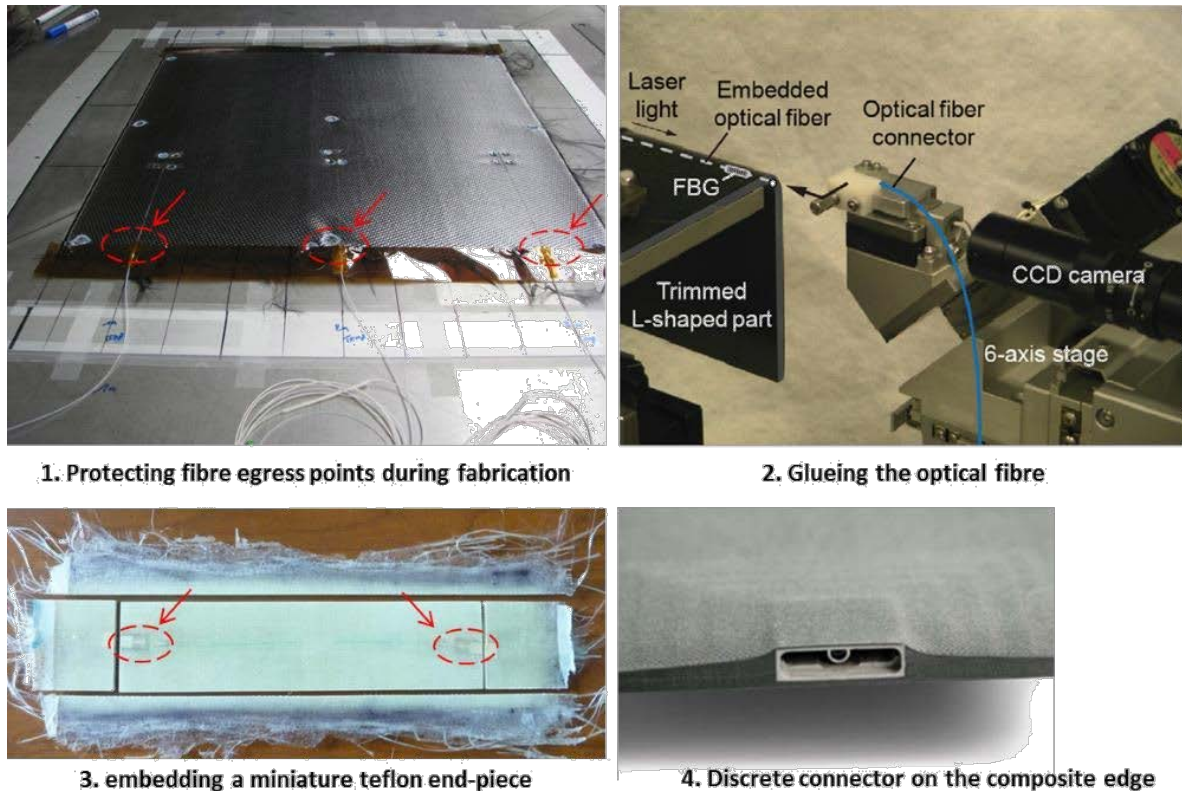 Laser
light
Embedded
optical fiber
Optical fiber
connector
FBG
CCD camera
Trimmed
L-shaped part
6-axis stage
1. Protecting fibre egress points during fabrication
2. Glueing the optical fibre
3. embedding a miniature teflon end-piece
4. Discrete connector on the composite edge